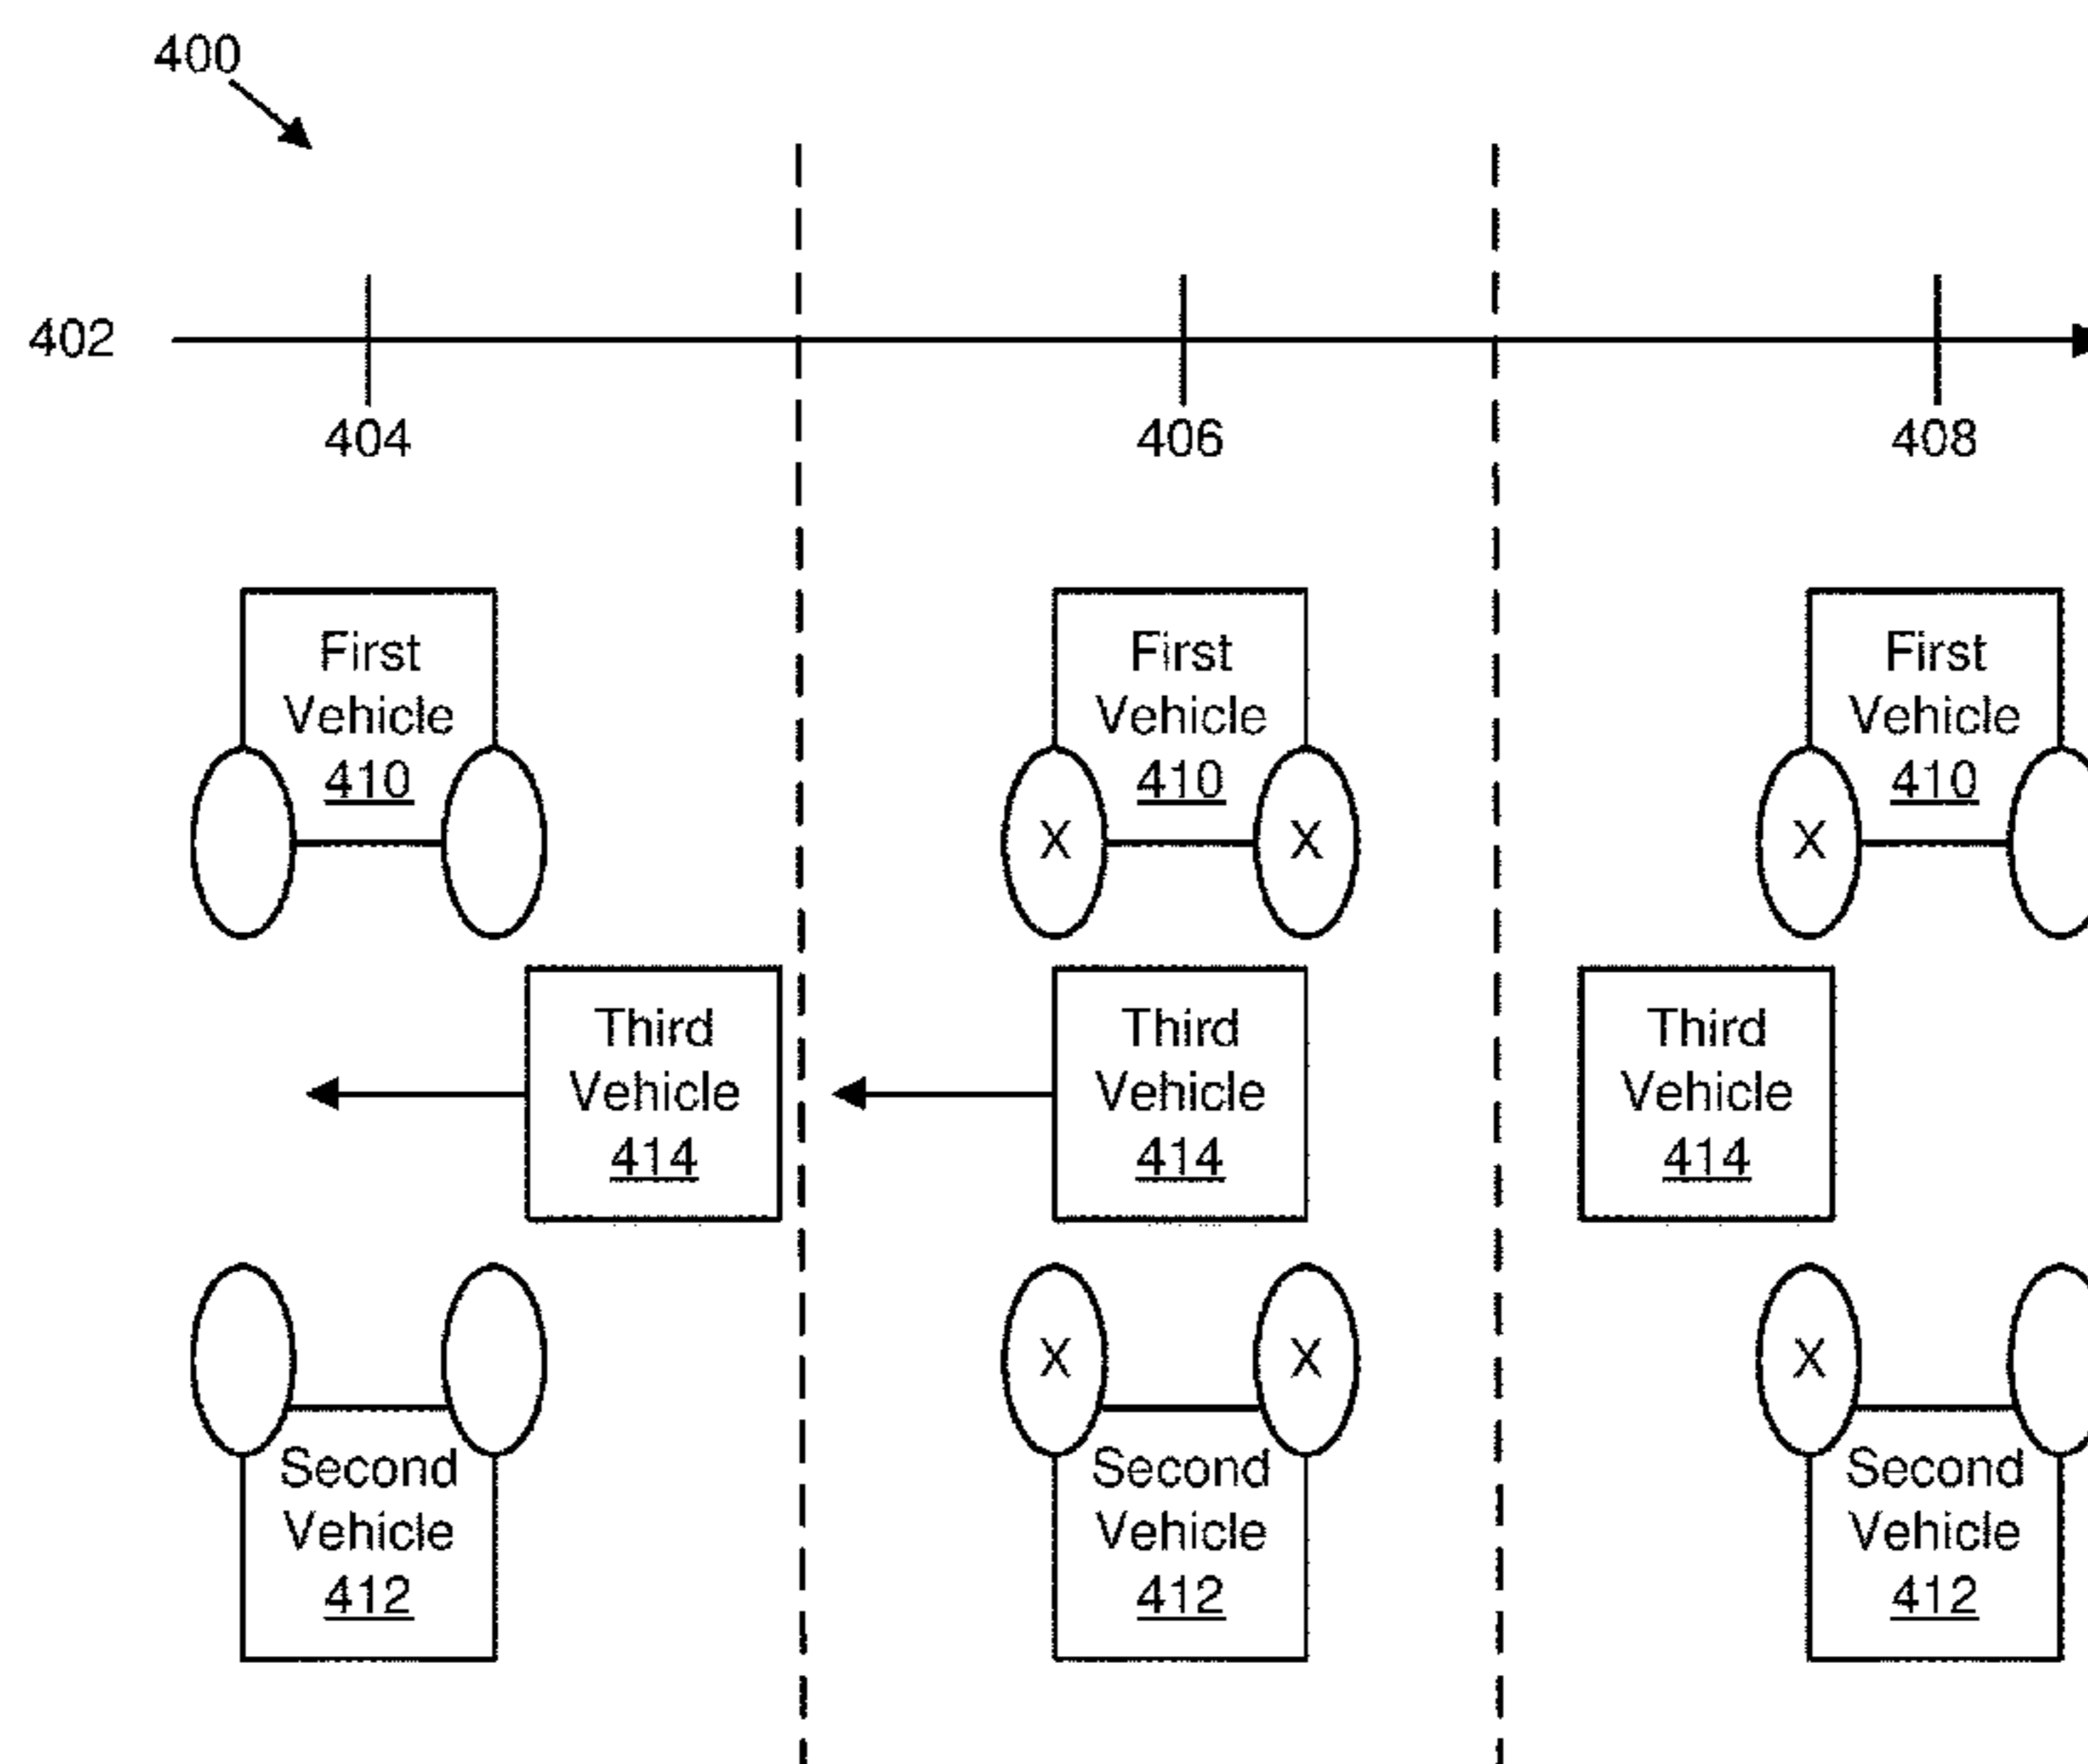 400
402
404 406 408
First First First
Vehicle Vehicle Vehicle
410 410 410
X X X
Third Third Third
Vehicle Vehicle Vehicle
414 414 414
X X X
Second Second Second
Vehicle Vehicle Vehicle
412 412 412